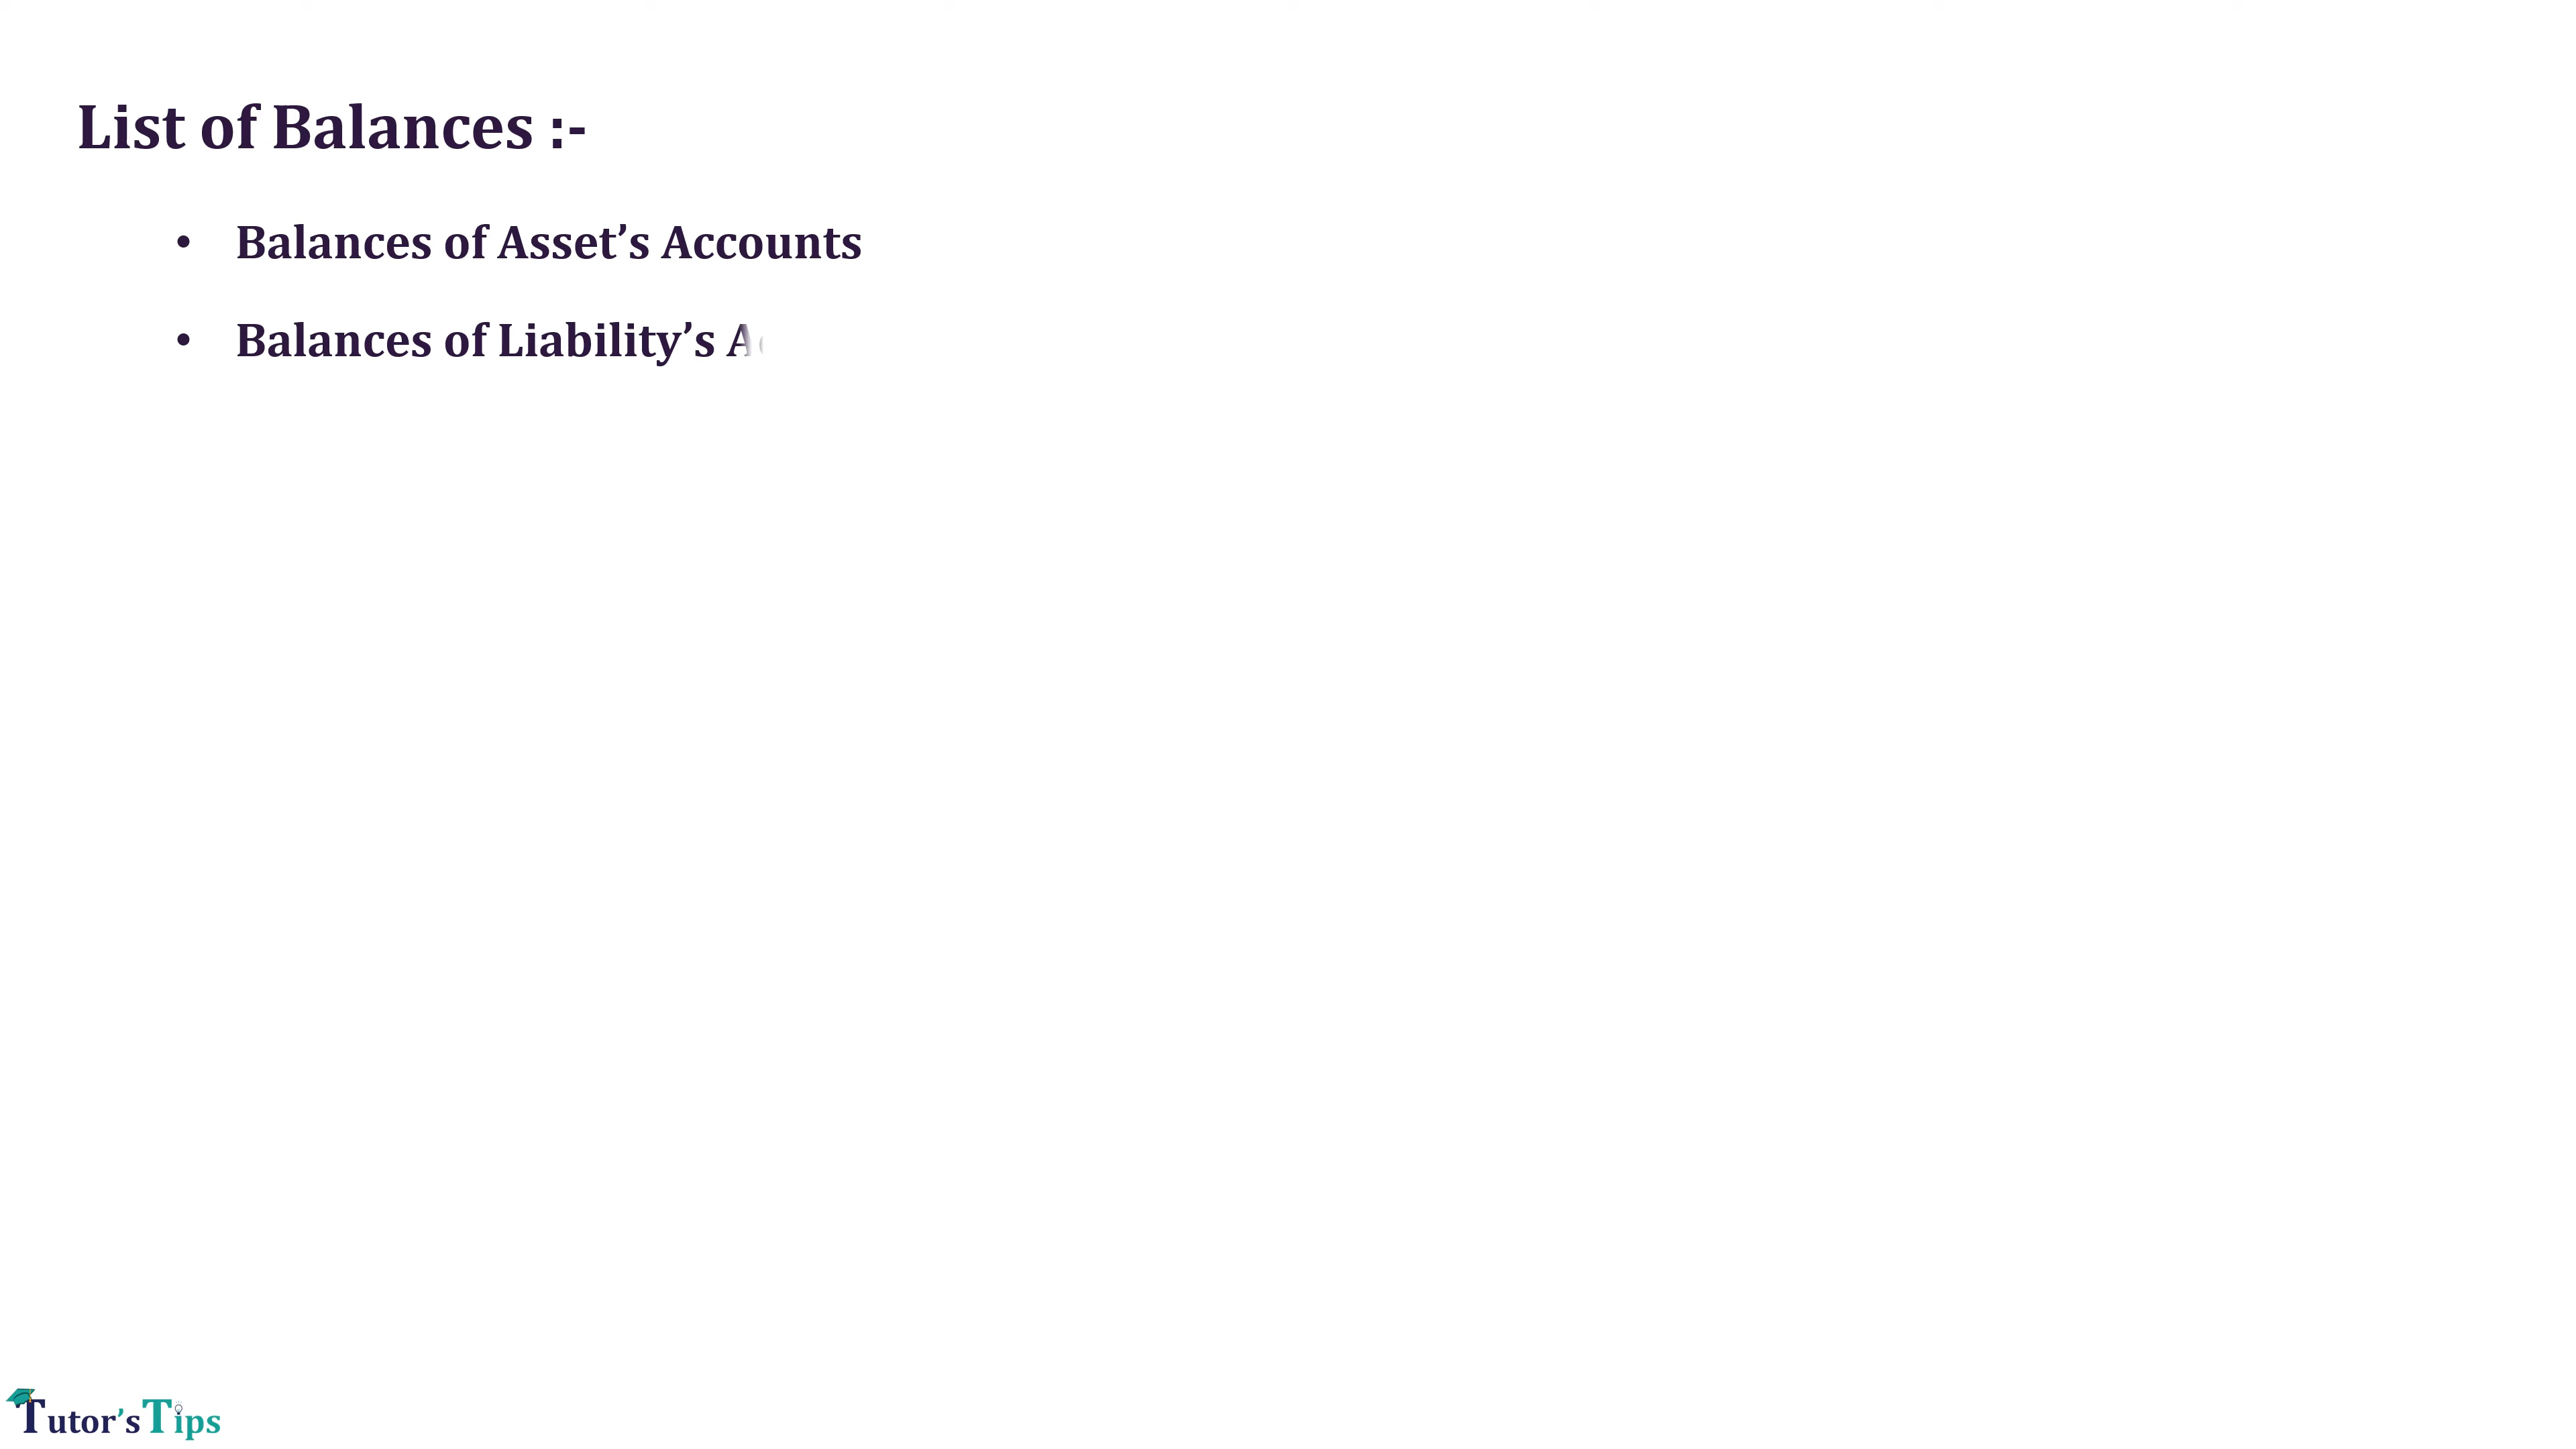 List of Balances :-
• Balances of Asset’s Accounts
• Balances of Liability’s
Tutor’sTips